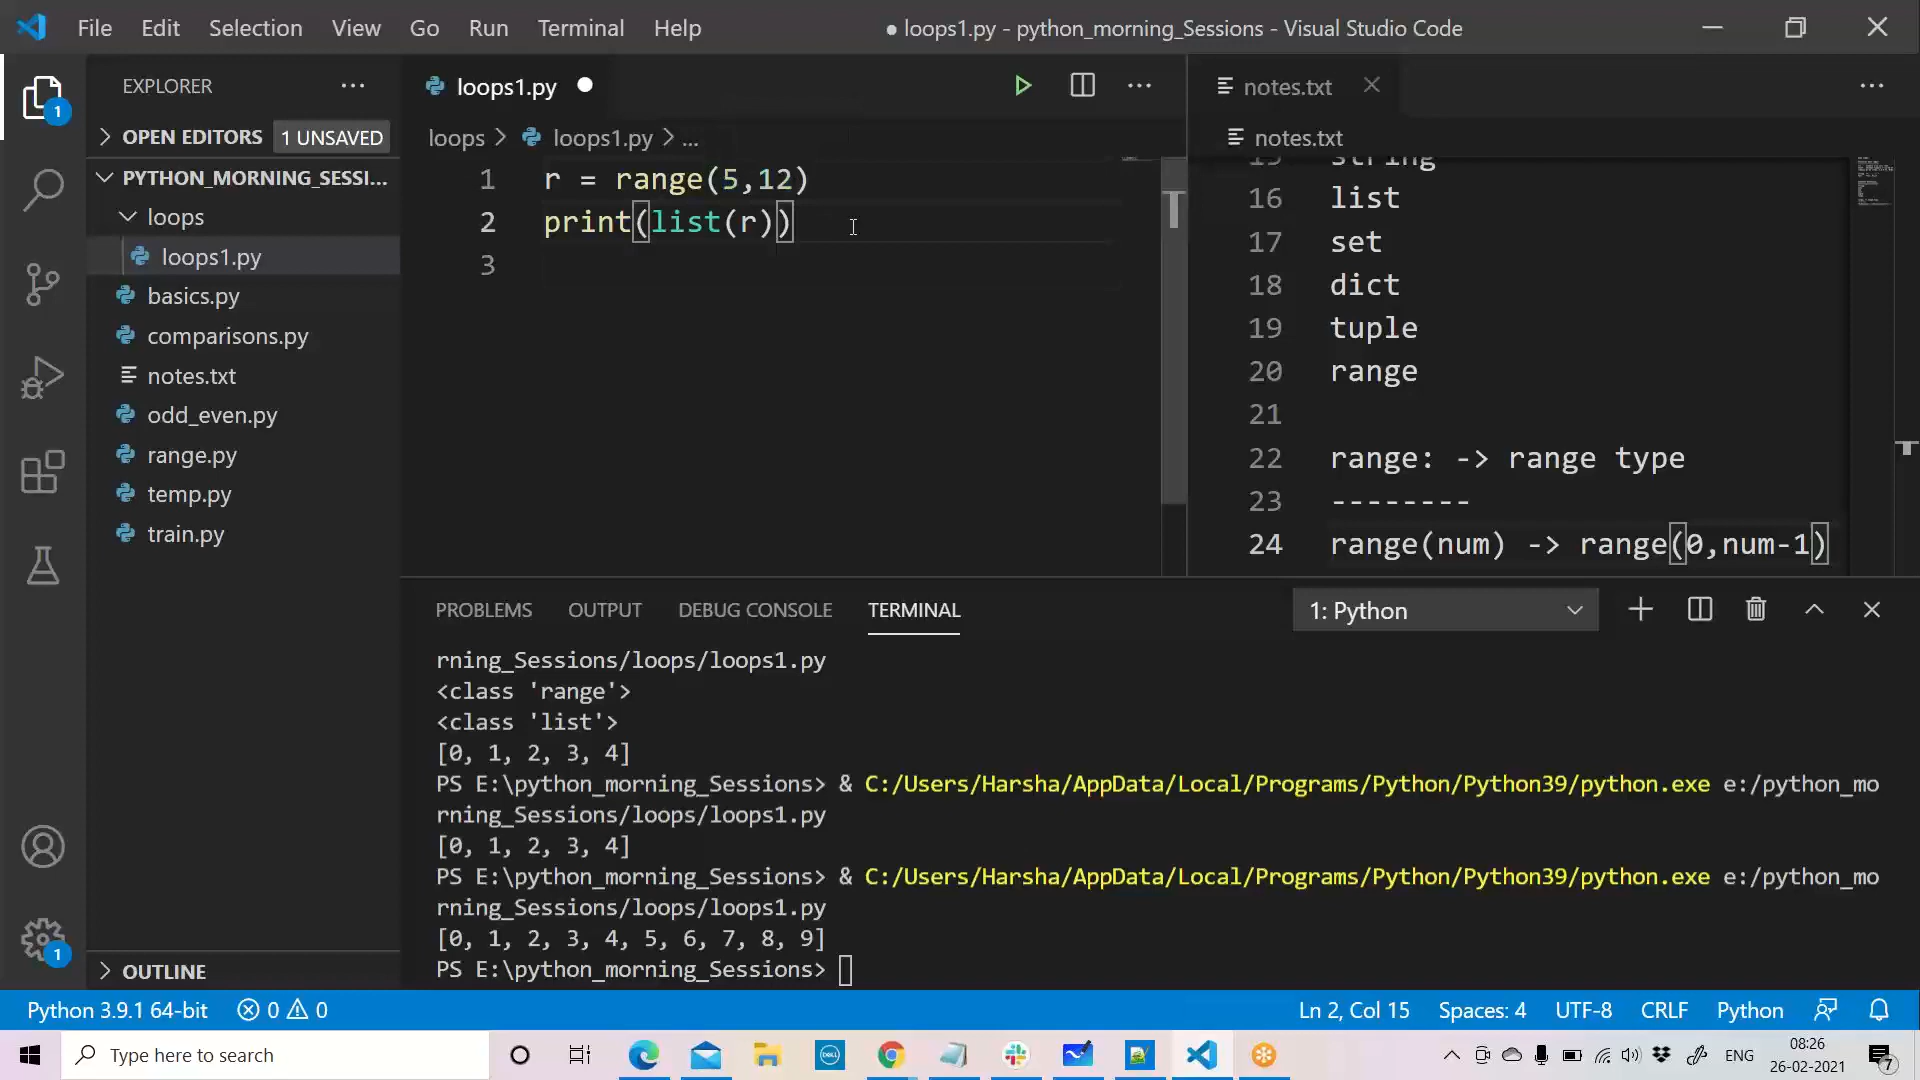 File Edit Selection View Go Run Terminal Help
● loops1.py - python_morning_Sessions - Visual Studio Code
EXPLORER
OPEN EDITORS 1 UNSAVED
PYTHON_MORNING_SESSI...
loops
loops1.py
basics.py
comparisons.py
notes.txt
odd_even.py
range.py
temp.py
train.py
OUTLINE
1
1
loops1.py
loops > loops1.py > ...
1 r = range(5,12)
2 print(list(r))
3
notes.txt
notes.txt
15 string
16 list
17 set
18 dict
19 tuple
20 range
21
22 range: -> range type
23 --------
24 range(num) -> range(0,num-1)
PROBLEMS OUTPUT DEBUG CONSOLE TERMINAL
1: Python
rning_Sessions/loops/loops1.py
<class 'range'>
<class 'list'>
[0, 1, 2, 3, 4]
PS E:\python_morning_Sessions> & C:/Users/Harsha/AppData/Local/Programs/Python/Python39/python.exe e:/python_mo
rning_Sessions/loops/loops1.py
[0, 1, 2, 3, 4]
PS E:\python_morning_Sessions> & C:/Users/Harsha/AppData/Local/Programs/Python/Python39/python.exe e:/python_mo
rning_Sessions/loops/loops1.py
[0, 1, 2, 3, 4, 5, 6, 7, 8, 9]
PS E:\python_morning_Sessions>
Python 3.9.1 64-bit 0 0
Ln 2, Col 15 Spaces: 4 UTF-8 CRLF Python
Type here to search
DELL
ENG
08:26
26-02-2021
7